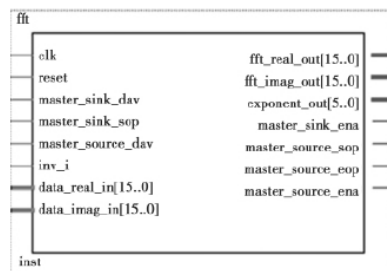 fft
clk
reset
master_sink_dav
master_sink_sop
master_source_dav
inv_i
data_real_in[15..0]
data_imag_in[15..0]
fft_real_out[15..0]
fft_imag_out[15..0]
exponent_out[5..0]
master_sink_ena
master_source_sop
master_source_eop
master_source_ena
inst